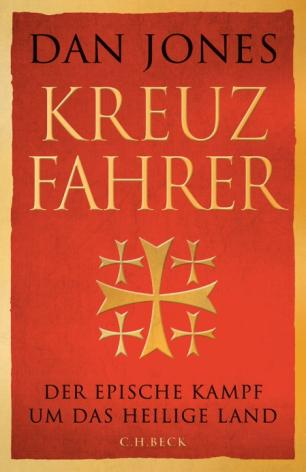 DAN JONES
KREUZ
FAHRER
DER EPISCHE KAMPF
UM DAS HEILIGE LAND
C.H.BECK